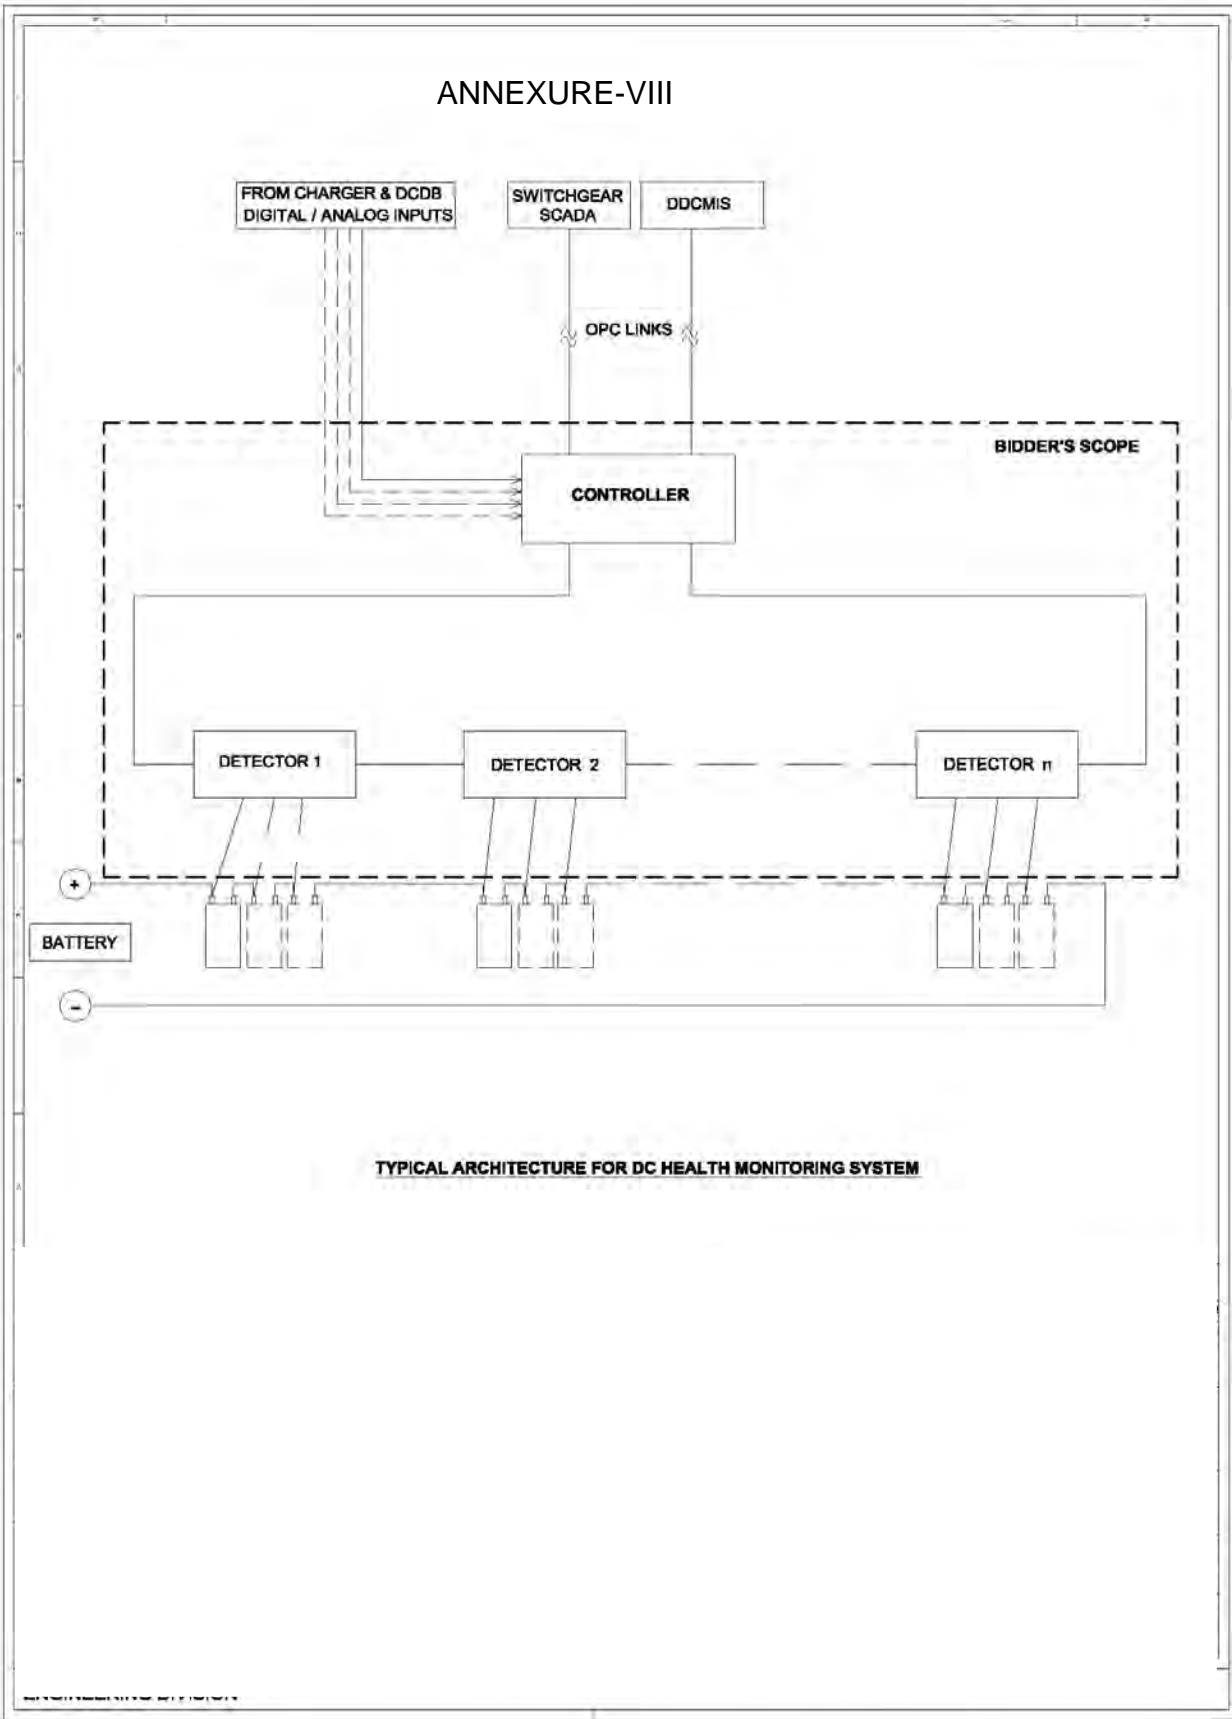 ANNEXURE-VIII
FROM CHARGER & DCDB
DIGITAL / ANALOG INPUTS
SWITCHGEAR
SCADA
DDCMIS
OPC LINKS
BIDDER'S SCOPE
CONTROLLER
DETECTOR 1
DETECTOR 2
DETECTOR n
+
BATTERY
-
TYPICAL ARCHITECTURE FOR DC HEALTH MONITORING SYSTEM